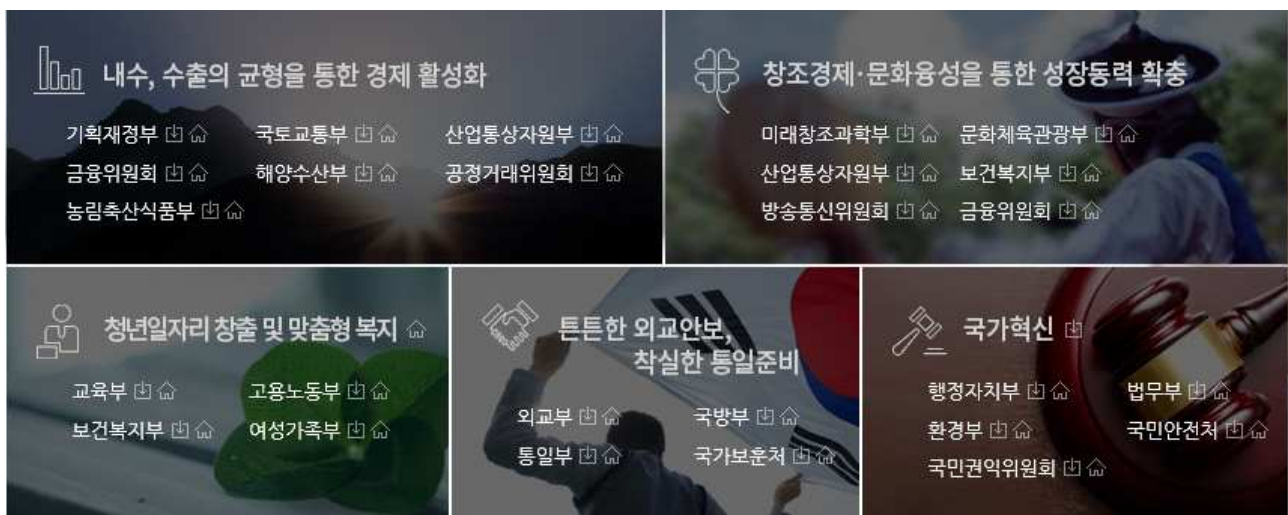 내수, 수출의 균형을 통한 경제 활성화
기획재정부 국토교통부 산업통상자원부
금융위원회 해양수산부 공정거래위원회
농림축산식품부
창조경제·문화융성을 통한 성장동력 확충
미래창조과학부 문화체육관광부
산업통상자원부 보건복지부
방송통신위원회 금융위원회
청년일자리 창출 및 맞춤형 복지
교육부 고용노동부
보건복지부 여성가족부
튼튼한 외교안보,
착실한 통일준비
외교부 국방부
통일부 국가보훈처
국가혁신
행정자치부 법무부
환경부 국민안전처
국민권익위원회